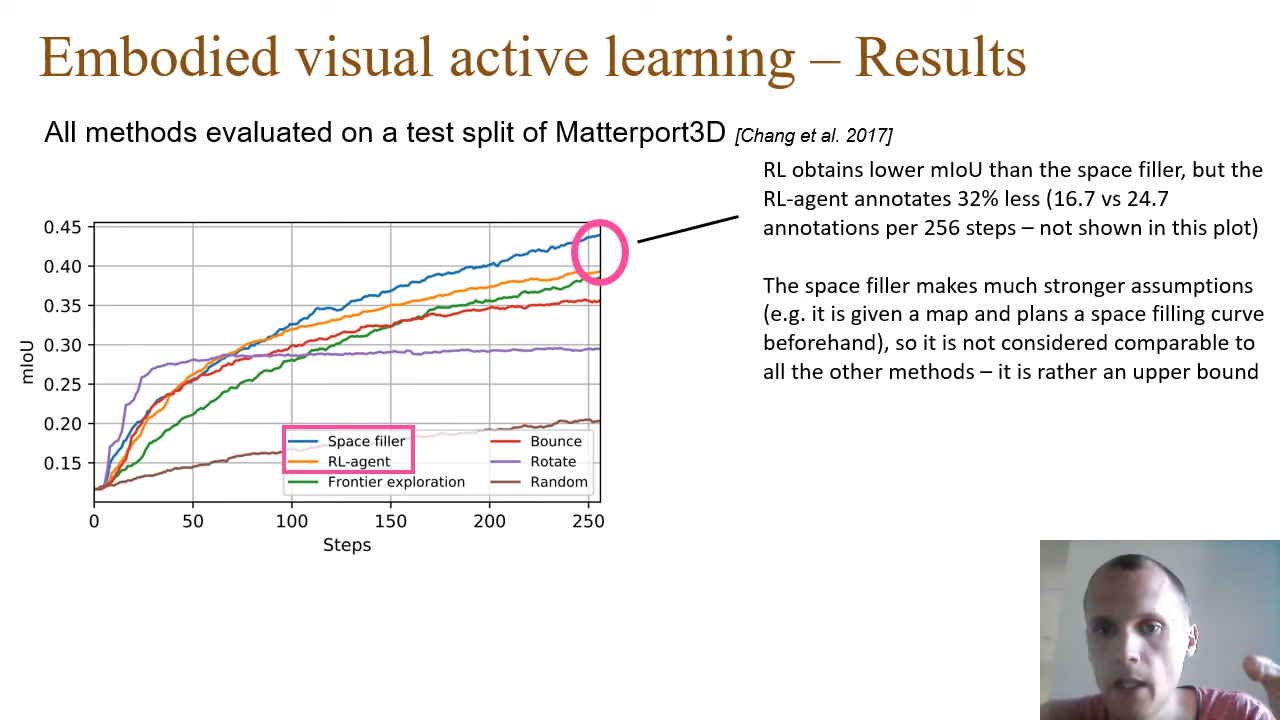 Embodied visual active learning – Results
All methods evaluated on a test split of Matterport3D [Chang et al. 2017]
RL obtains lower mIoU than the space filler, but the
RL-agent annotates 32% less (16.7 vs 24.7
annotations per 256 steps – not shown in this plot)
The space filler makes much stronger assumptions
(e.g. it is given a map and plans a space filling curve
beforehand), so it is not considered comparable to
all the other methods – it is rather an upper bound
0.45
0.40
0.35
0.30
0.25
0.20
0.15
mIoU
Space filler
RL-agent
Frontier exploration
Bounce
Rotate
Random
0 50 100 150 200 250
Steps